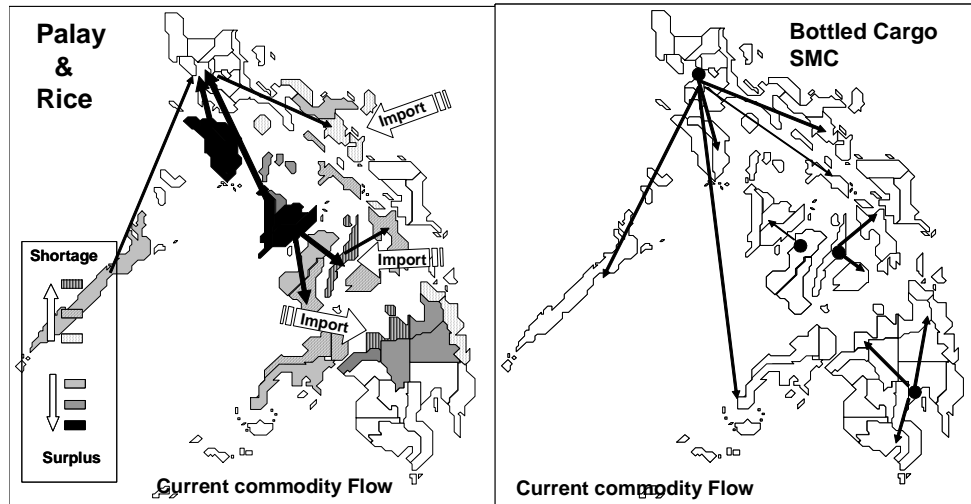 Palay
&
Rice
Import
Import
Import
Shortage
Surplus
Current commodity Flow
Bottled Cargo
SMC
Current commodity Flow